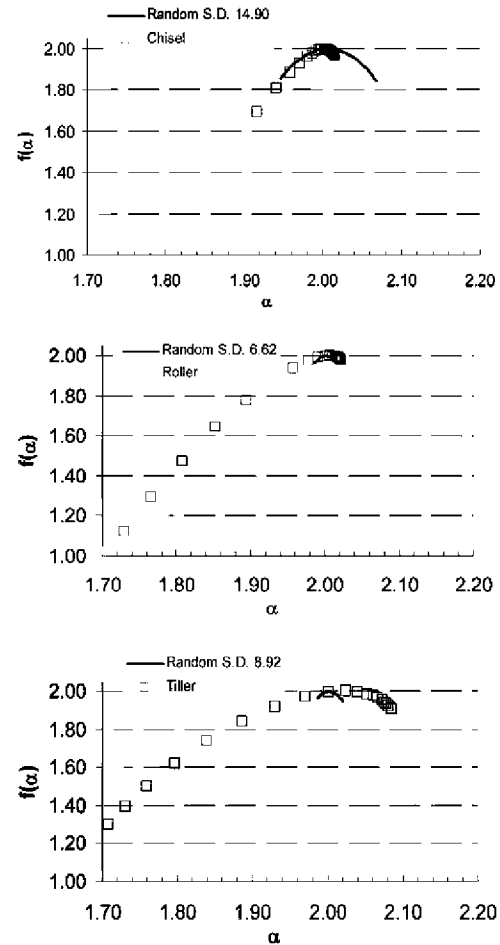 Random S.D. 14.90
Chisel
2.00
1.80
1.60
1.40
1.20
1.00
f(α)
1.70 1.80 1.90 2.00 2.10 2.20
α
Random S.D. 6.62
Roller
2.00
1.80
1.60
1.40
1.20
1.00
f(α)
1.70 1.80 1.90 2.00 2.10 2.20
α
Random S.D. 8.92
Tiller
2.00
1.80
1.60
1.40
1.20
1.00
f(α)
1.70 1.80 1.90 2.00 2.10 2.20
α